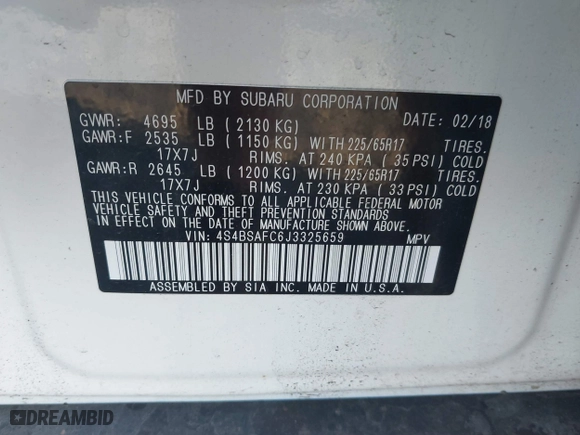 MFD BY SUBARU CORPORATION
GVWR: 4695 LB (2130 KG) DATE: 02/18
GAWR:F 2535 LB (1150 KG) WITH 225/65R17 TIRES.
17X7J RIMS. AT 240 KPA (35 PSI) COLD
GAWR:R 2645 LB (1200 KG) WITH 225/65R17 TIRES.
17X7J RIMS. AT 230 KPA (33 PSI) COLD
THIS VEHICLE CONFORMS TO ALL APPLICABLE FEDERAL MOTOR
VEHICLE SAFETY AND THEFT PREVENTION STANDARDS
IN EFFECT ON THE DATE OF MANUFACTURE SHOWN ABOVE.
VIN: 4S4BSAFC6J3325659 MPV
ASSEMBLED BY SIA INC. MADE IN U.S.A.
DREAMBID